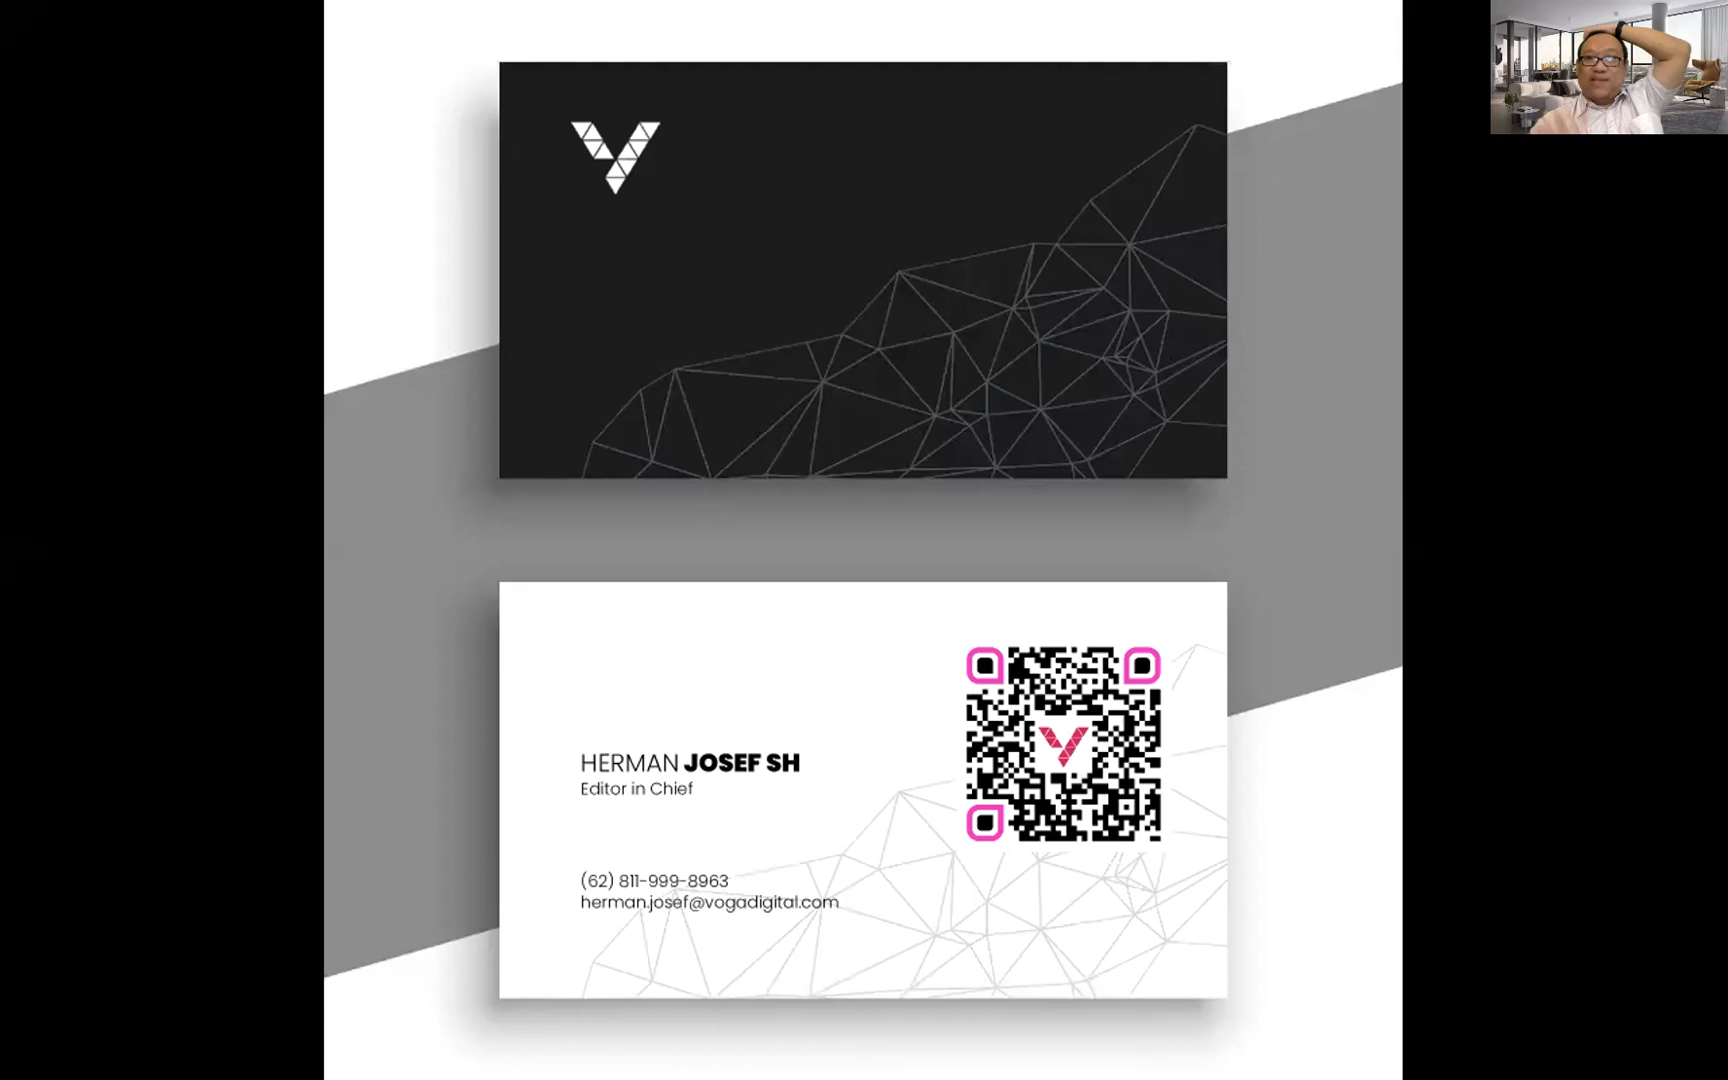 HERMAN JOSEF SH
Editor in Chief
(62) 811-999-8963
herman.josef@vogadigital.com